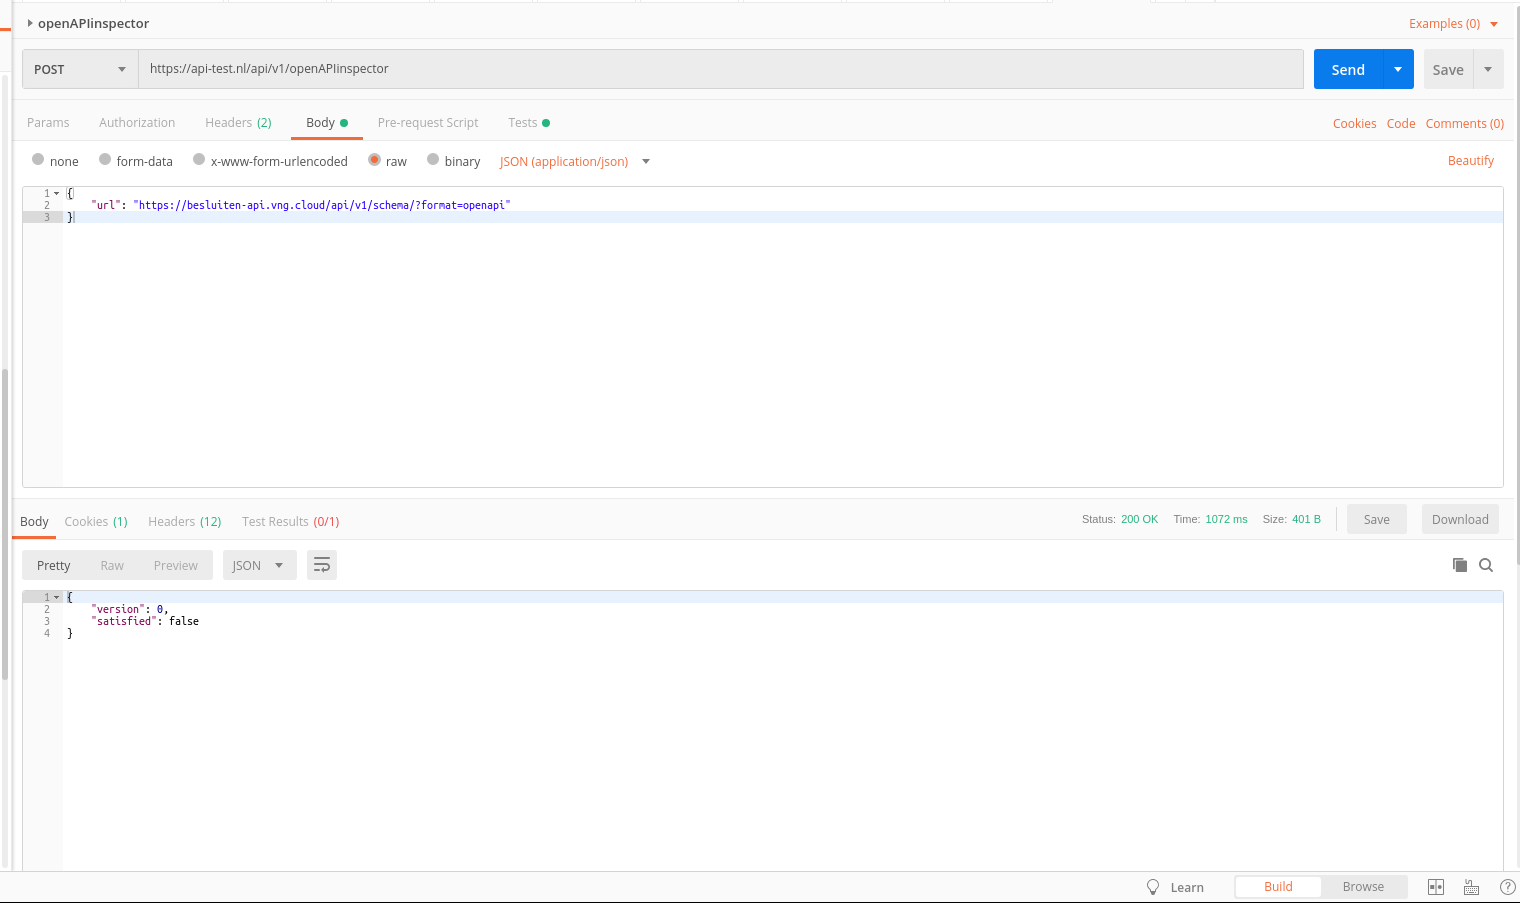 openAPIinspector Examples (0)
POST https://api-test.nl/api/v1/openAPIinspector Send Save
Params Authorization Headers (2) Body Pre-request Script Tests Cookies Code Comments (0)
none form-data x-www-form-urlencoded raw binary JSON (application/json) Beautify
1 {
2 "url": "https://besluiten-api.vng.cloud/api/v1/schema/?format=openapi"
3 }
Body Cookies (1) Headers (12) Test Results (0/1) Status: 200 OK Time: 1072 ms Size: 401 B Save Download
Pretty Raw Preview JSON
1 {
2 "version": 0,
3 "satisfied": false
4 }
Learn Build Browse ?